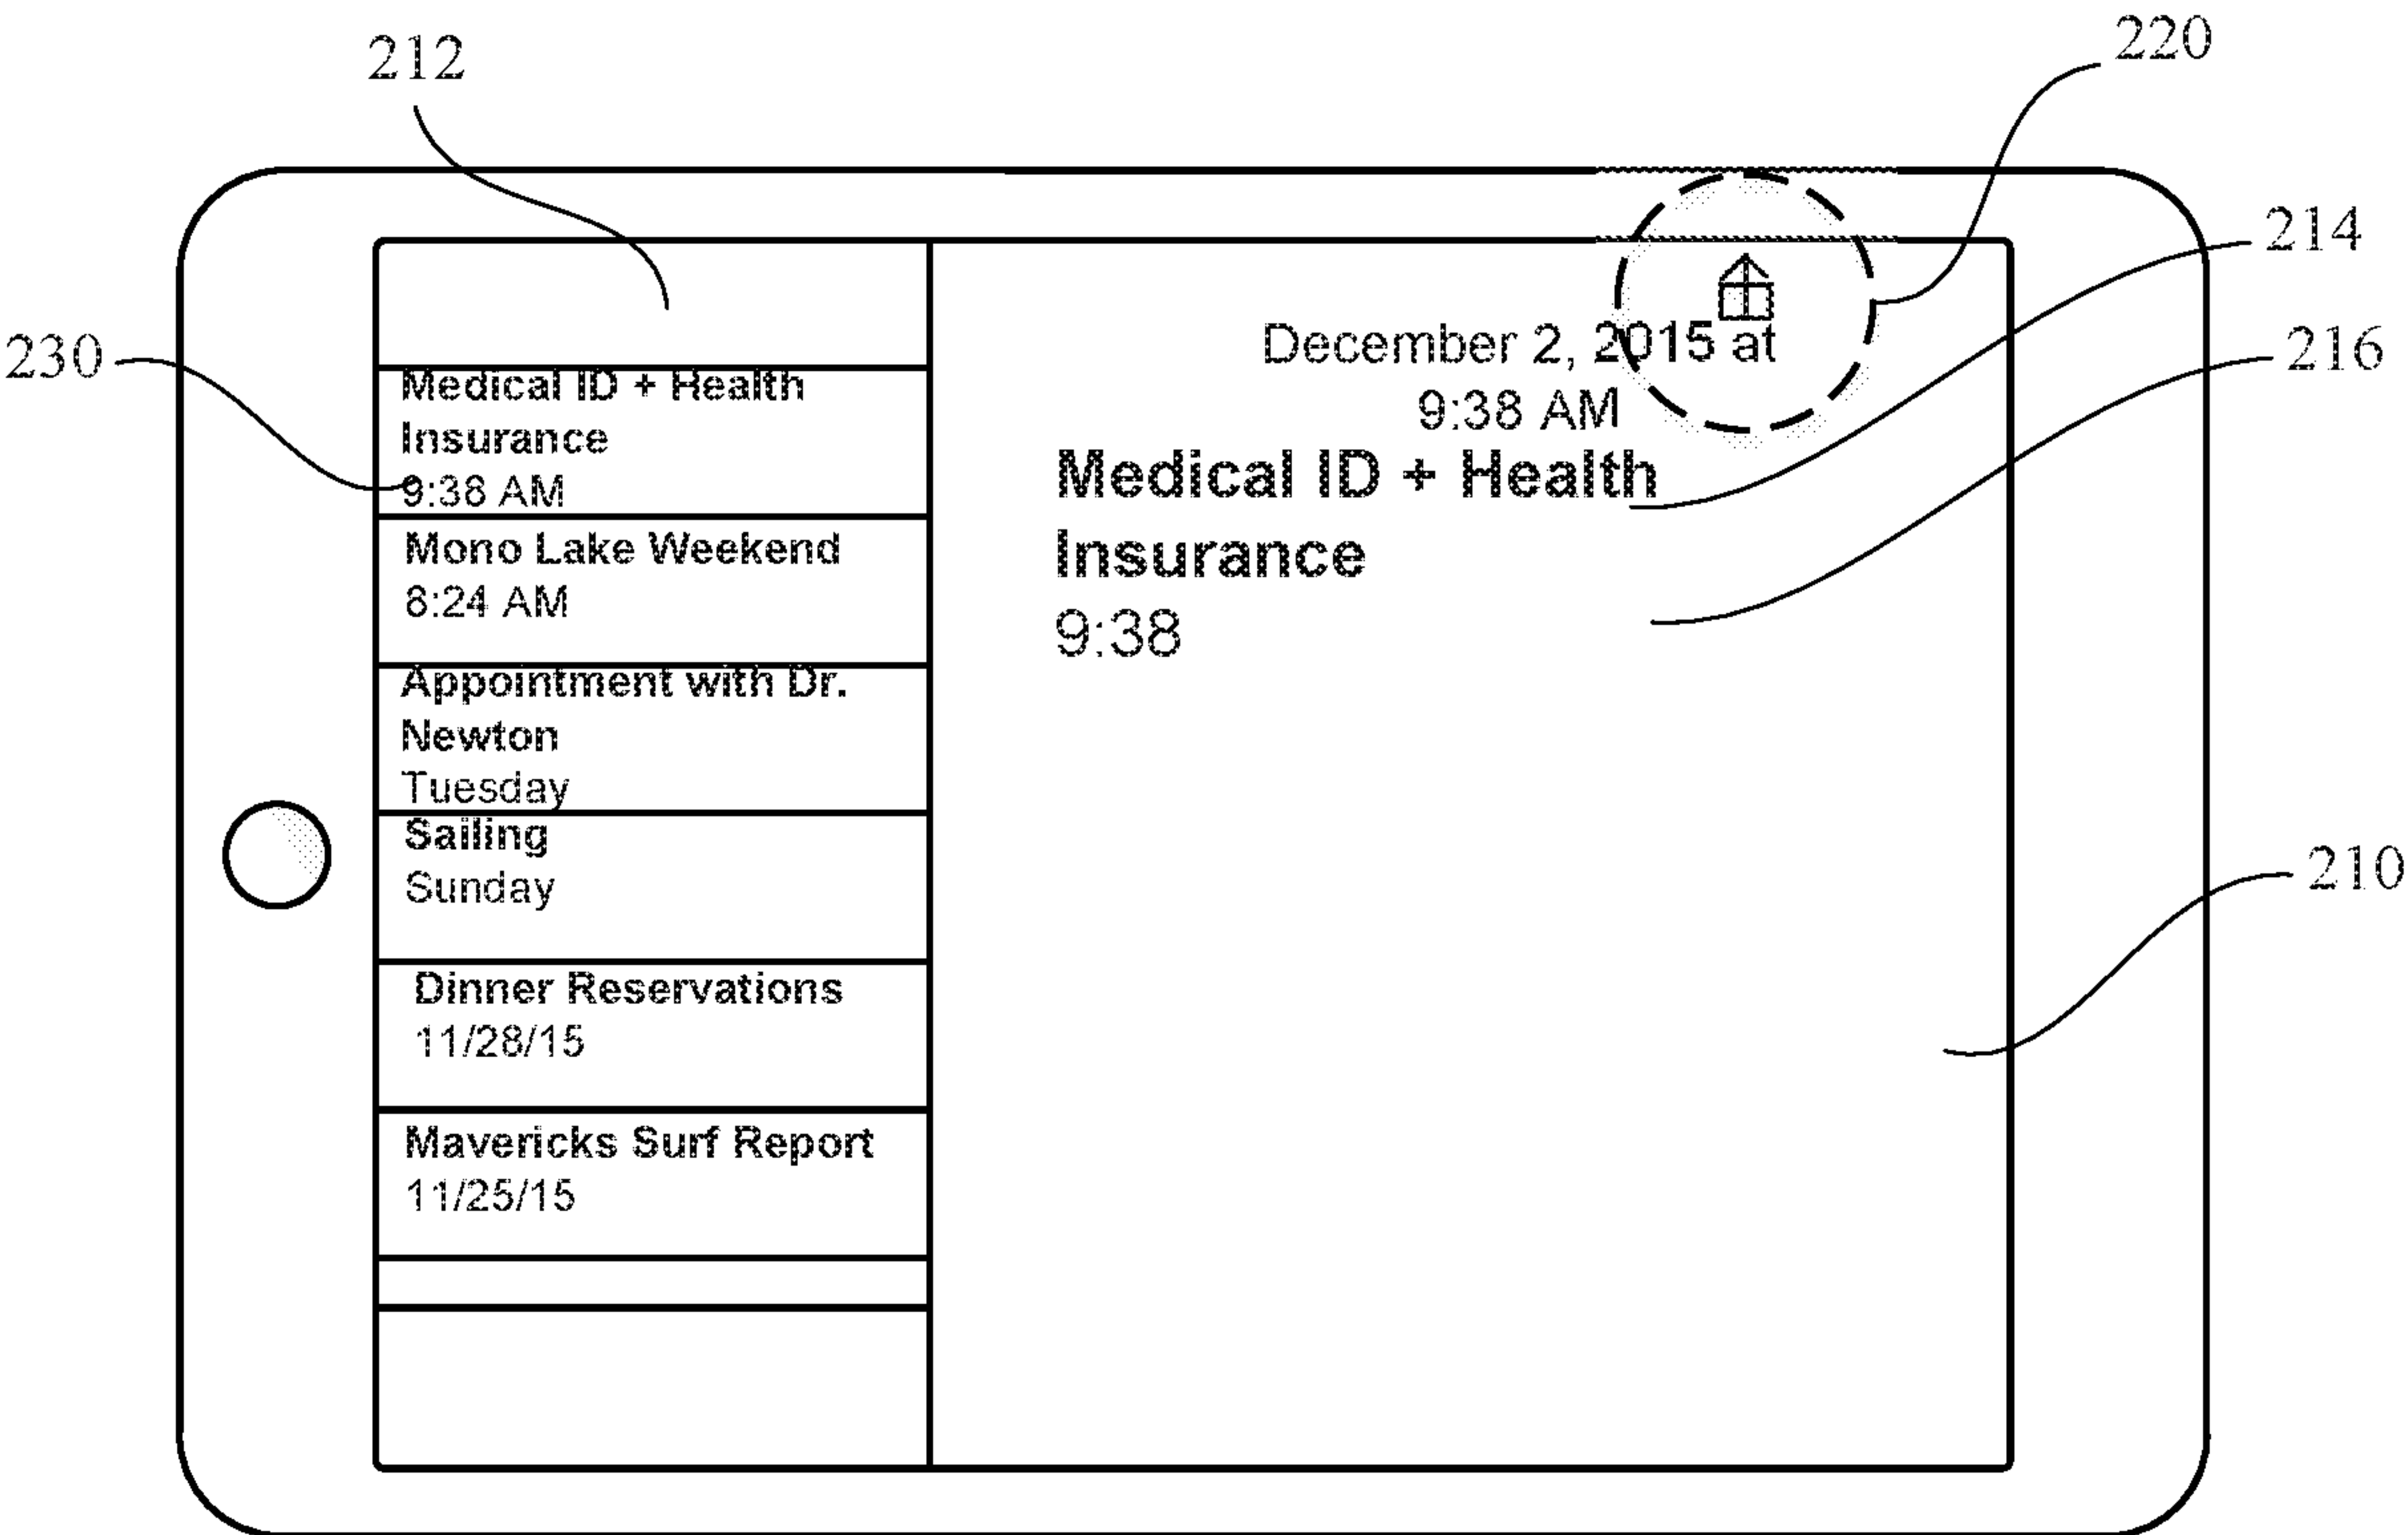 212
220
214
216
230
210
Medical ID + Health
Insurance
9:38 AM
Mono Lake Weekend
8:24 AM
Appointment with Dr.
Newton
Tuesday
Sailing
Sunday
Dinner Reservations
11/28/15
Mavericks Surf Report
11/25/15
December 2, 2015 at
9:38 AM
Medical ID + Health
Insurance
9:38